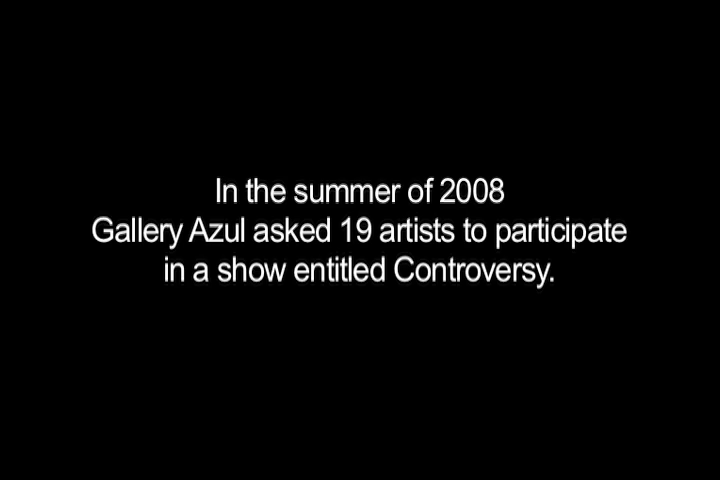 In the summer of 2008
Gallery Azul asked 19 artists to participate
in a show entitled Controversy.